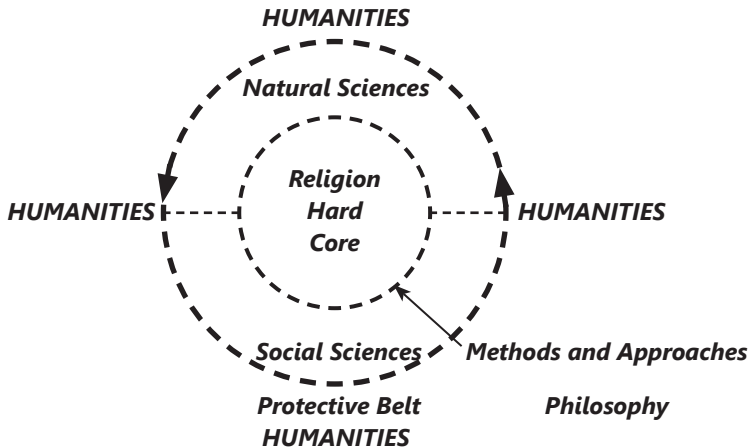 HUMANITIES
Natural Sciences
Religion
Hard
Core
HUMANITIES
HUMANITIES
Social Sciences
Methods and Approaches
Protective Belt
Philosophy
HUMANITIES